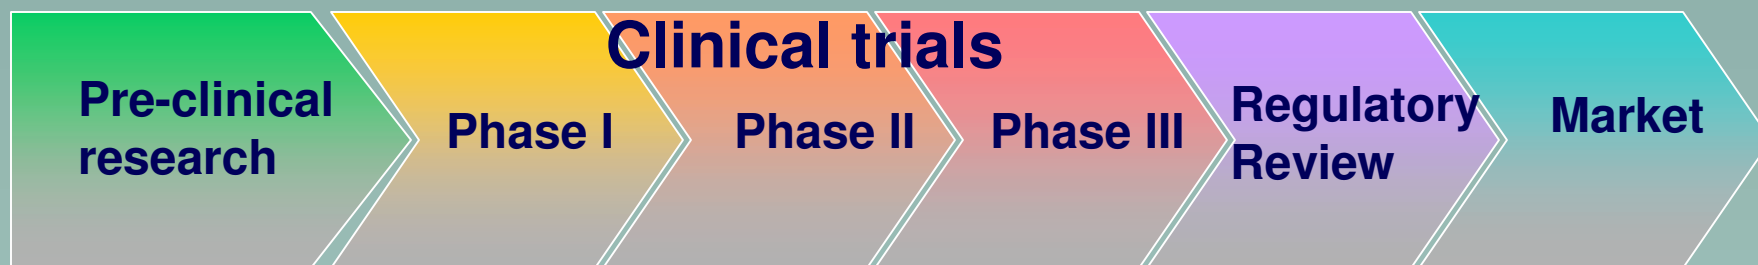 Clinical trials
Pre-clinical
research
Phase I
Phase II
Phase III
Regulatory
Review
Market